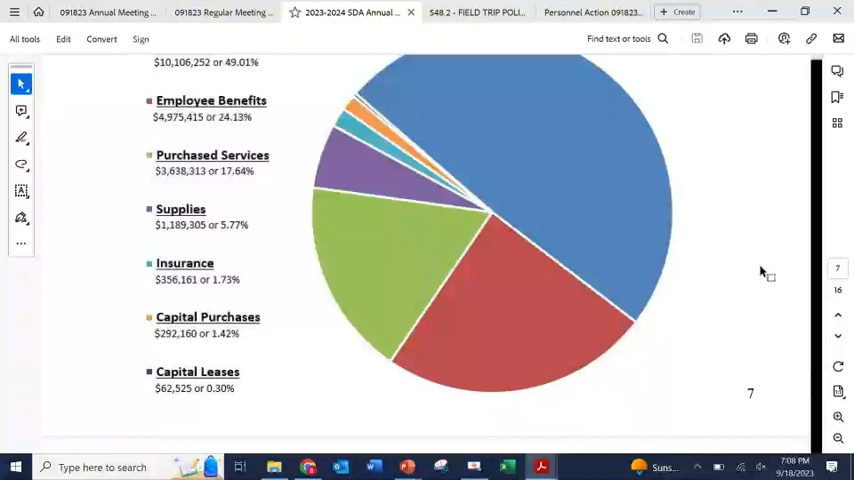 091823 Annual Meeting ...
091823 Regular Meeting ...
2023-2024 SDA Annual ...
548.2 - FIELD TRIP POLI...
Personnel Action 091823...
Create
All tools
Edit
Convert
Sign
Find text or tools
$10,106,252 or 49.01%
Employee Benefits
$4,975,415 or 24.13%
Purchased Services
$3,638,313 or 17.64%
Supplies
$1,189,305 or 5.77%
Insurance
$356,161 or 1.73%
Capital Purchases
$292,160 or 1.42%
Capital Leases
$62,525 or 0.30%
7
7
16
Type here to search
Suns...
7:08 PM
9/18/2023